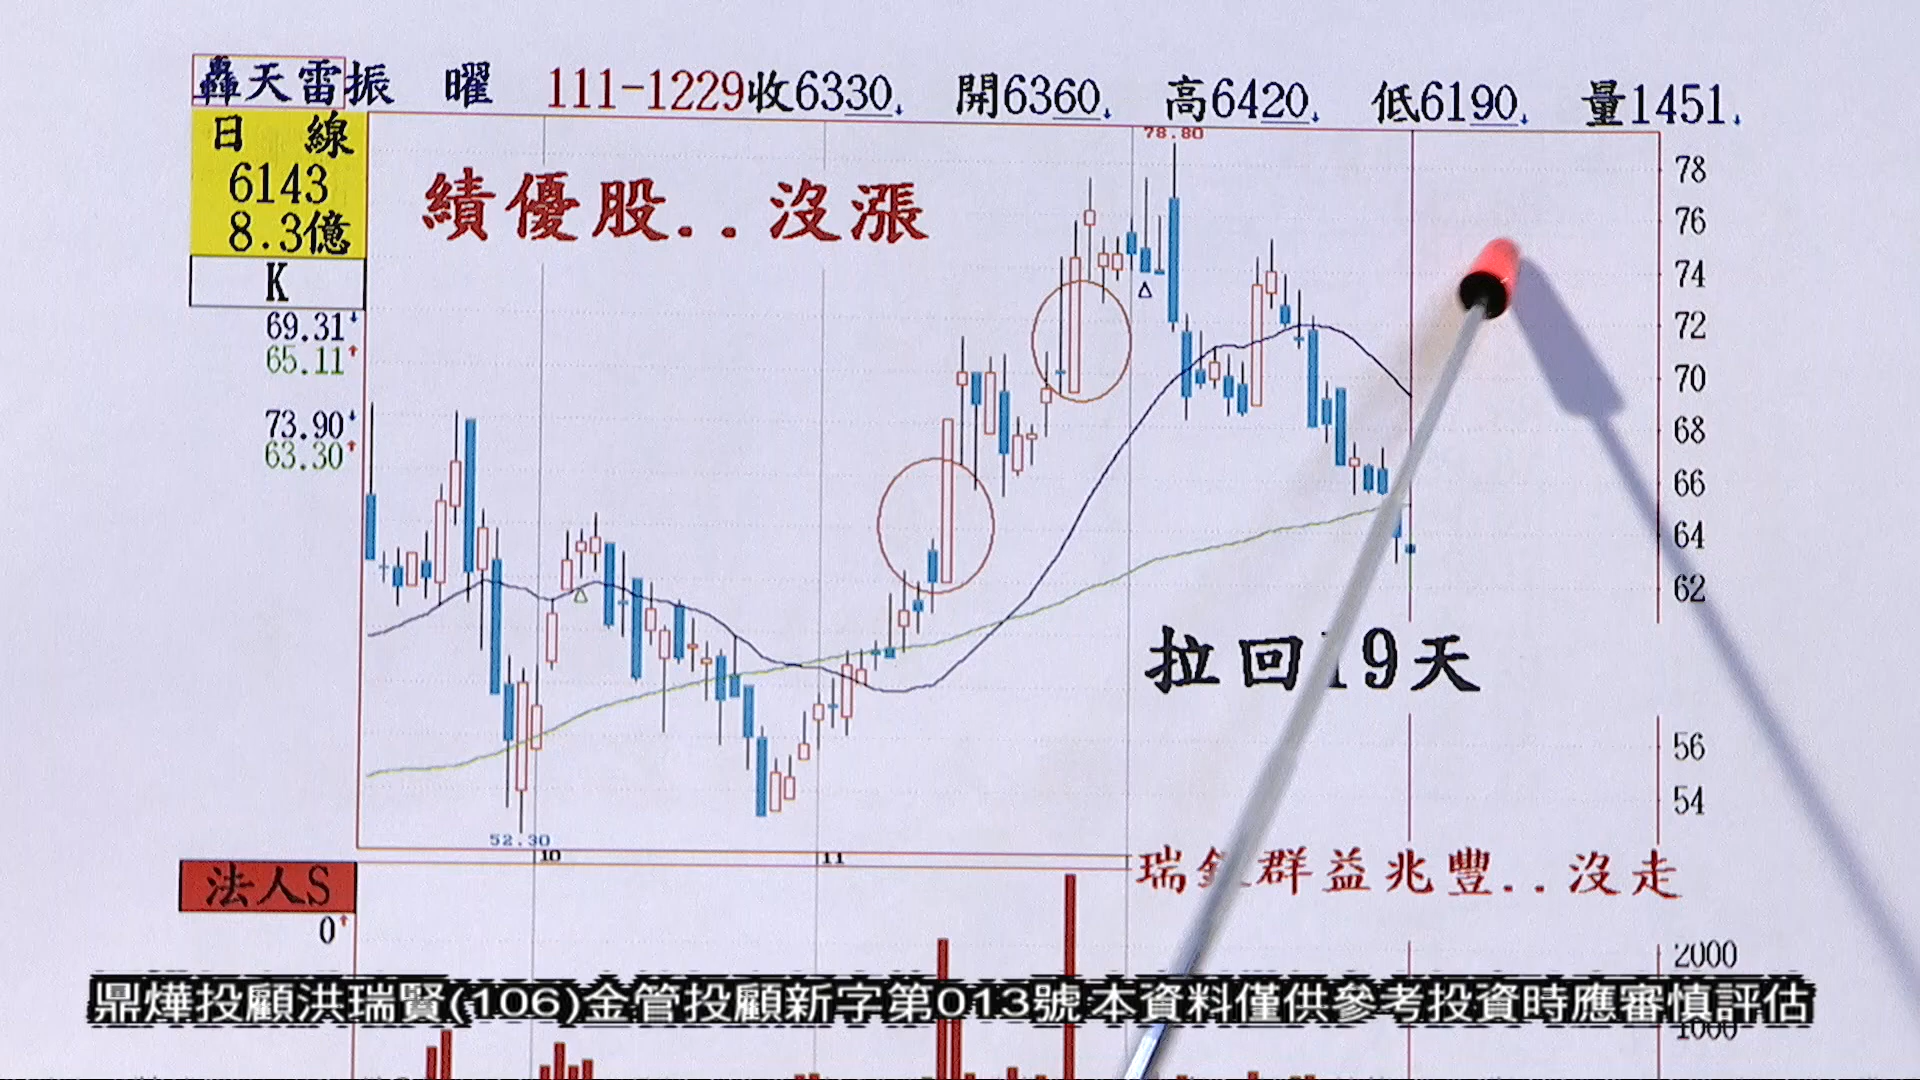 轟天雷振 曜 111-1229收6330 開6360 高6420 低6190 量1451
日 線
6143
8.3億
K
69.31
65.11
73.90
63.30
績優股..沒漲
78.80
78
76
74
72
70
68
66
64
62
拉回19天
56
54
52.30
10
11
法人S
0
瑞 群益兆豐..沒走
2000
1000
鼎燁投顧洪瑞賢(106)金管投顧新字第013號本資料僅供參考投資時應審慎評估